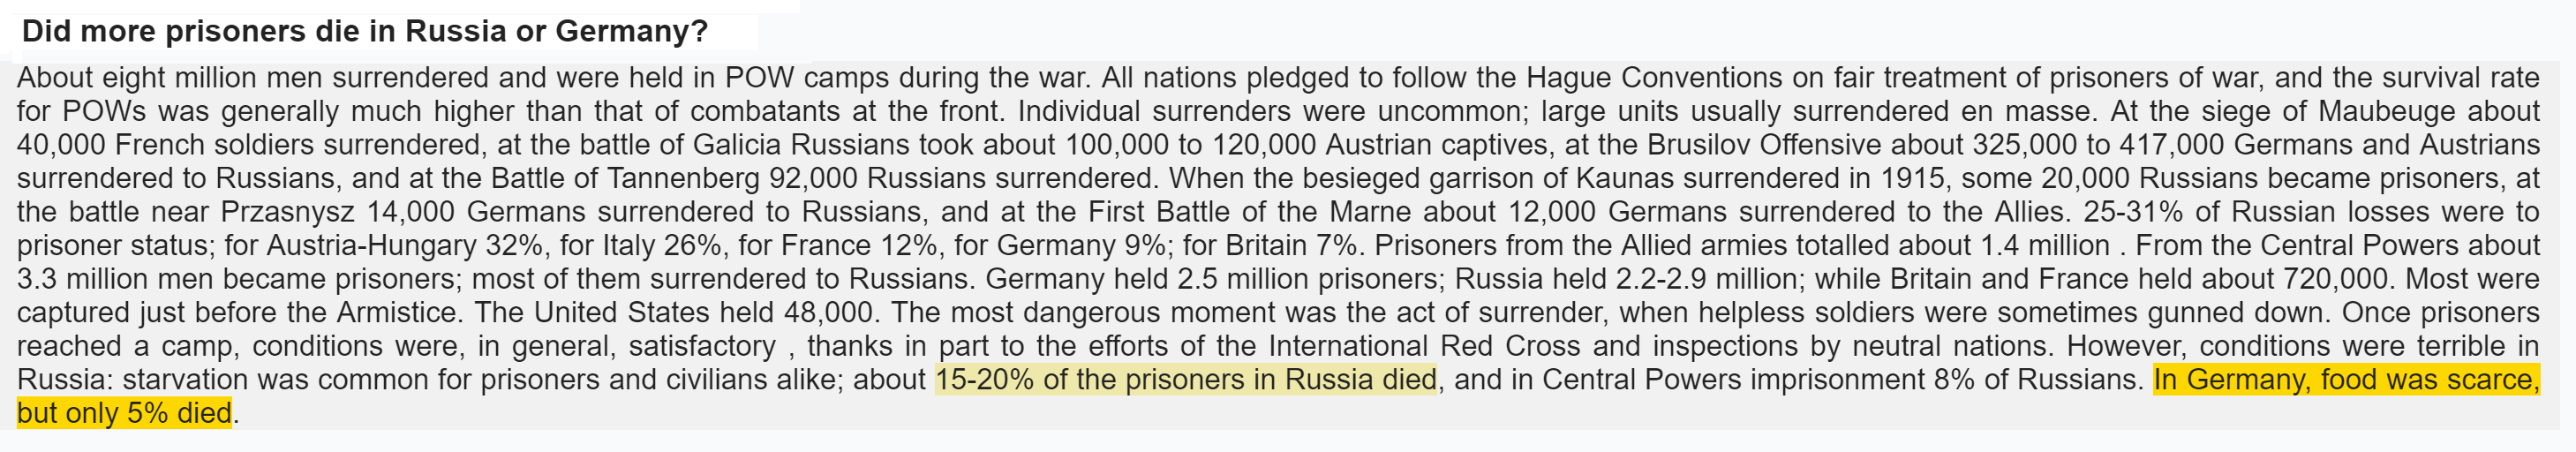 Did more prisoners die in Russia or Germany?
About eight million men surrendered and were held in POW camps during the war. All nations pledged to follow the Hague Conventions on fair treatment of prisoners of war, and the survival rate
for POWs was generally much higher than that of combatants at the front. Individual surrenders were uncommon; large units usually surrendered en masse. At the siege of Maubeuge about
40,000 French soldiers surrendered, at the battle of Galicia Russians took about 100,000 to 120,000 Austrian captives, at the Brusilov Offensive about 325,000 to 417,000 Germans and Austrians
surrendered to Russians, and at the Battle of Tannenberg 92,000 Russians surrendered. When the besieged garrison of Kaunas surrendered in 1915, some 20,000 Russians became prisoners, at
the battle near Przasnysz 14,000 Germans surrendered to Russians, and at the First Battle of the Marne about 12,000 Germans surrendered to the Allies. 25-31% of Russian losses were to
prisoner status; for Austria-Hungary 32%, for Italy 26%, for France 12%, for Germany 9%; for Britain 7%. Prisoners from the Allied armies totalled about 1.4 million . From the Central Powers about
3.3 million men became prisoners; most of them surrendered to Russians. Germany held 2.5 million prisoners; Russia held 2.2-2.9 million; while Britain and France held about 720,000. Most were
captured just before the Armistice. The United States held 48,000. The most dangerous moment was the act of surrender, when helpless soldiers were sometimes gunned down. Once prisoners
reached a camp, conditions were, in general, satisfactory , thanks in part to the efforts of the International Red Cross and inspections by neutral nations. However, conditions were terrible in
Russia: starvation was common for prisoners and civilians alike; about 15-20% of the prisoners in Russia died, and in Central Powers imprisonment 8% of Russians. In Germany, food was scarce,
but only 5% died.